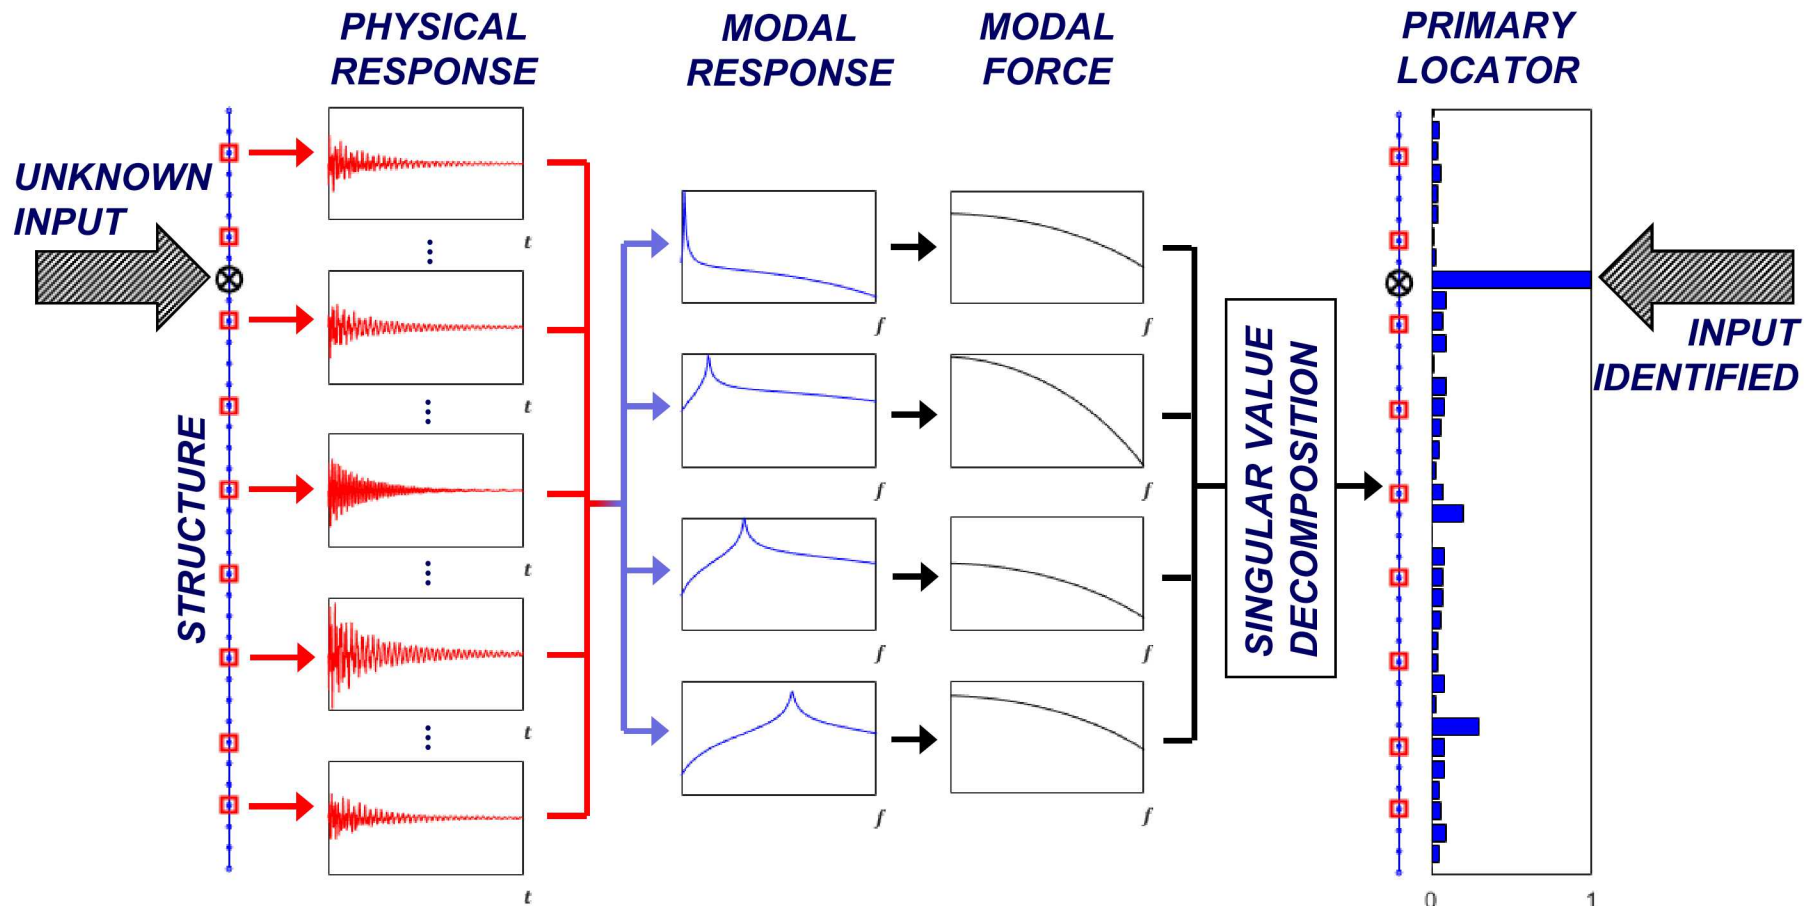 PHYSICAL
RESPONSE
MODAL
RESPONSE
MODAL
FORCE
PRIMARY
LOCATOR
UNKNOWN
INPUT
STRUCTURE
t
t
t
t
t
f
f
f
f
f
f
f
f
SINGULAR VALUE
DECOMPOSITION
INPUT
IDENTIFIED
0
1